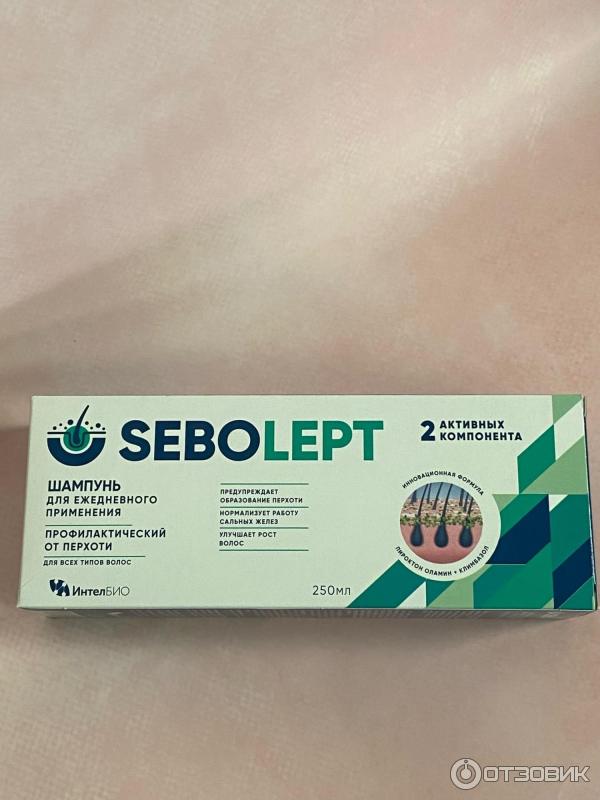 SEBOLEPT
2 АКТИВНЫХ
КОМПОНЕНТА
ШАМПУНЬ
ДЛЯ ЕЖЕДНЕВНОГО
ПРИМЕНЕНИЯ
ПРОФИЛАКТИЧЕСКИЙ
ОТ ПЕРХОТИ
ДЛЯ ВСЕХ ТИПОВ ВОЛОС
ИнтелБИО
ПРЕДУПРЕЖДАЕТ
ОБРАЗОВАНИЕ ПЕРХОТИ
НОРМАЛИЗУЕТ РАБОТУ
САЛЬНЫХ ЖЕЛЕЗ
УЛУЧШАЕТ РОСТ
ВОЛОС
250МЛ
ИННОВАЦИОННАЯ ФОРМУЛА
ПИРОКТОН ОЛАМИН + КЛИМБАЗОЛ
ОТЗОВИК